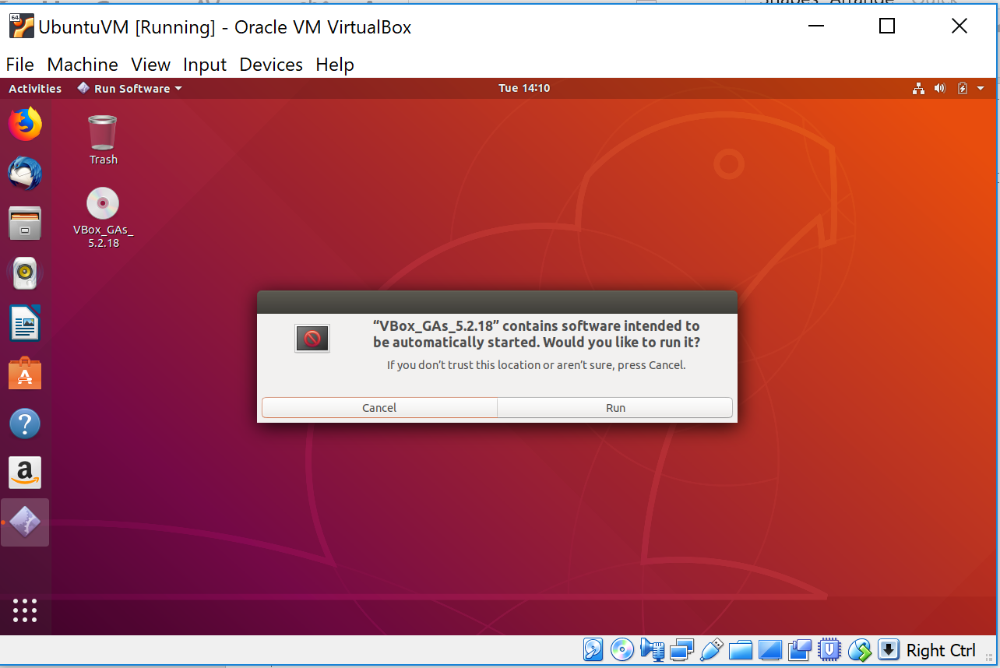 UbuntuVM [Running] - Oracle VM VirtualBox
File Machine View Input Devices Help
Activities Run Software Tue 14:10
Trash
VBox_GAs_
5.2.18
“VBox_GAs_5.2.18” contains software intended to
be automatically started. Would you like to run it?
If you don’t trust this location or aren’t sure, press Cancel.
Cancel Run
Right Ctrl